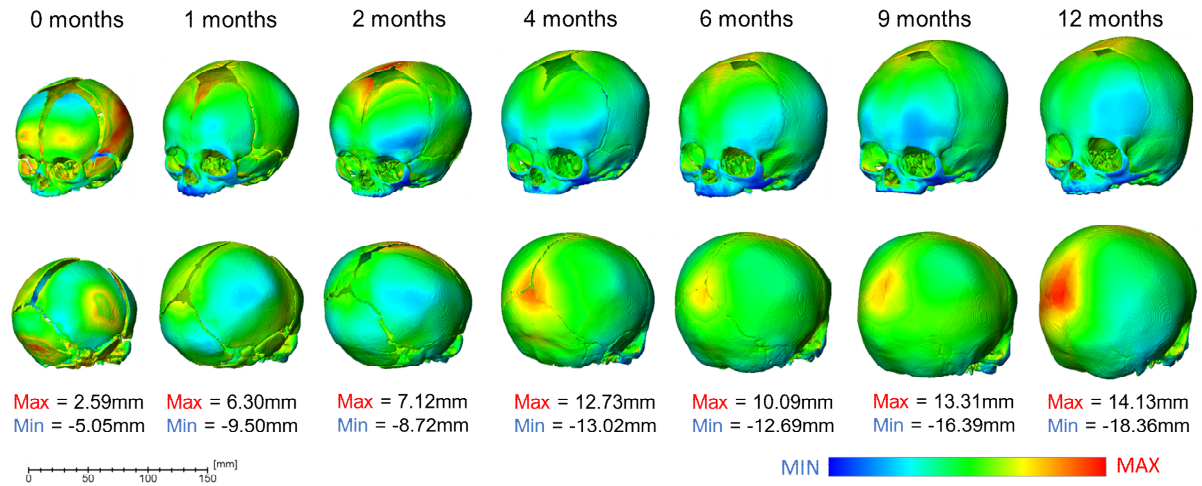 0 months 1 months 2 months 4 months 6 months 9 months 12 months
Max = 2.59mm Max = 6.30mm Max = 7.12mm Max = 12.73mm Max = 10.09mm Max = 13.31mm Max = 14.13mm
Min = -5.05mm Min = -9.50mm Min = -8.72mm Min = -13.02mm Min = -12.69mm Min = -16.39mm Min = -18.36mm
[mm]
0 50 100 150
MIN MAX